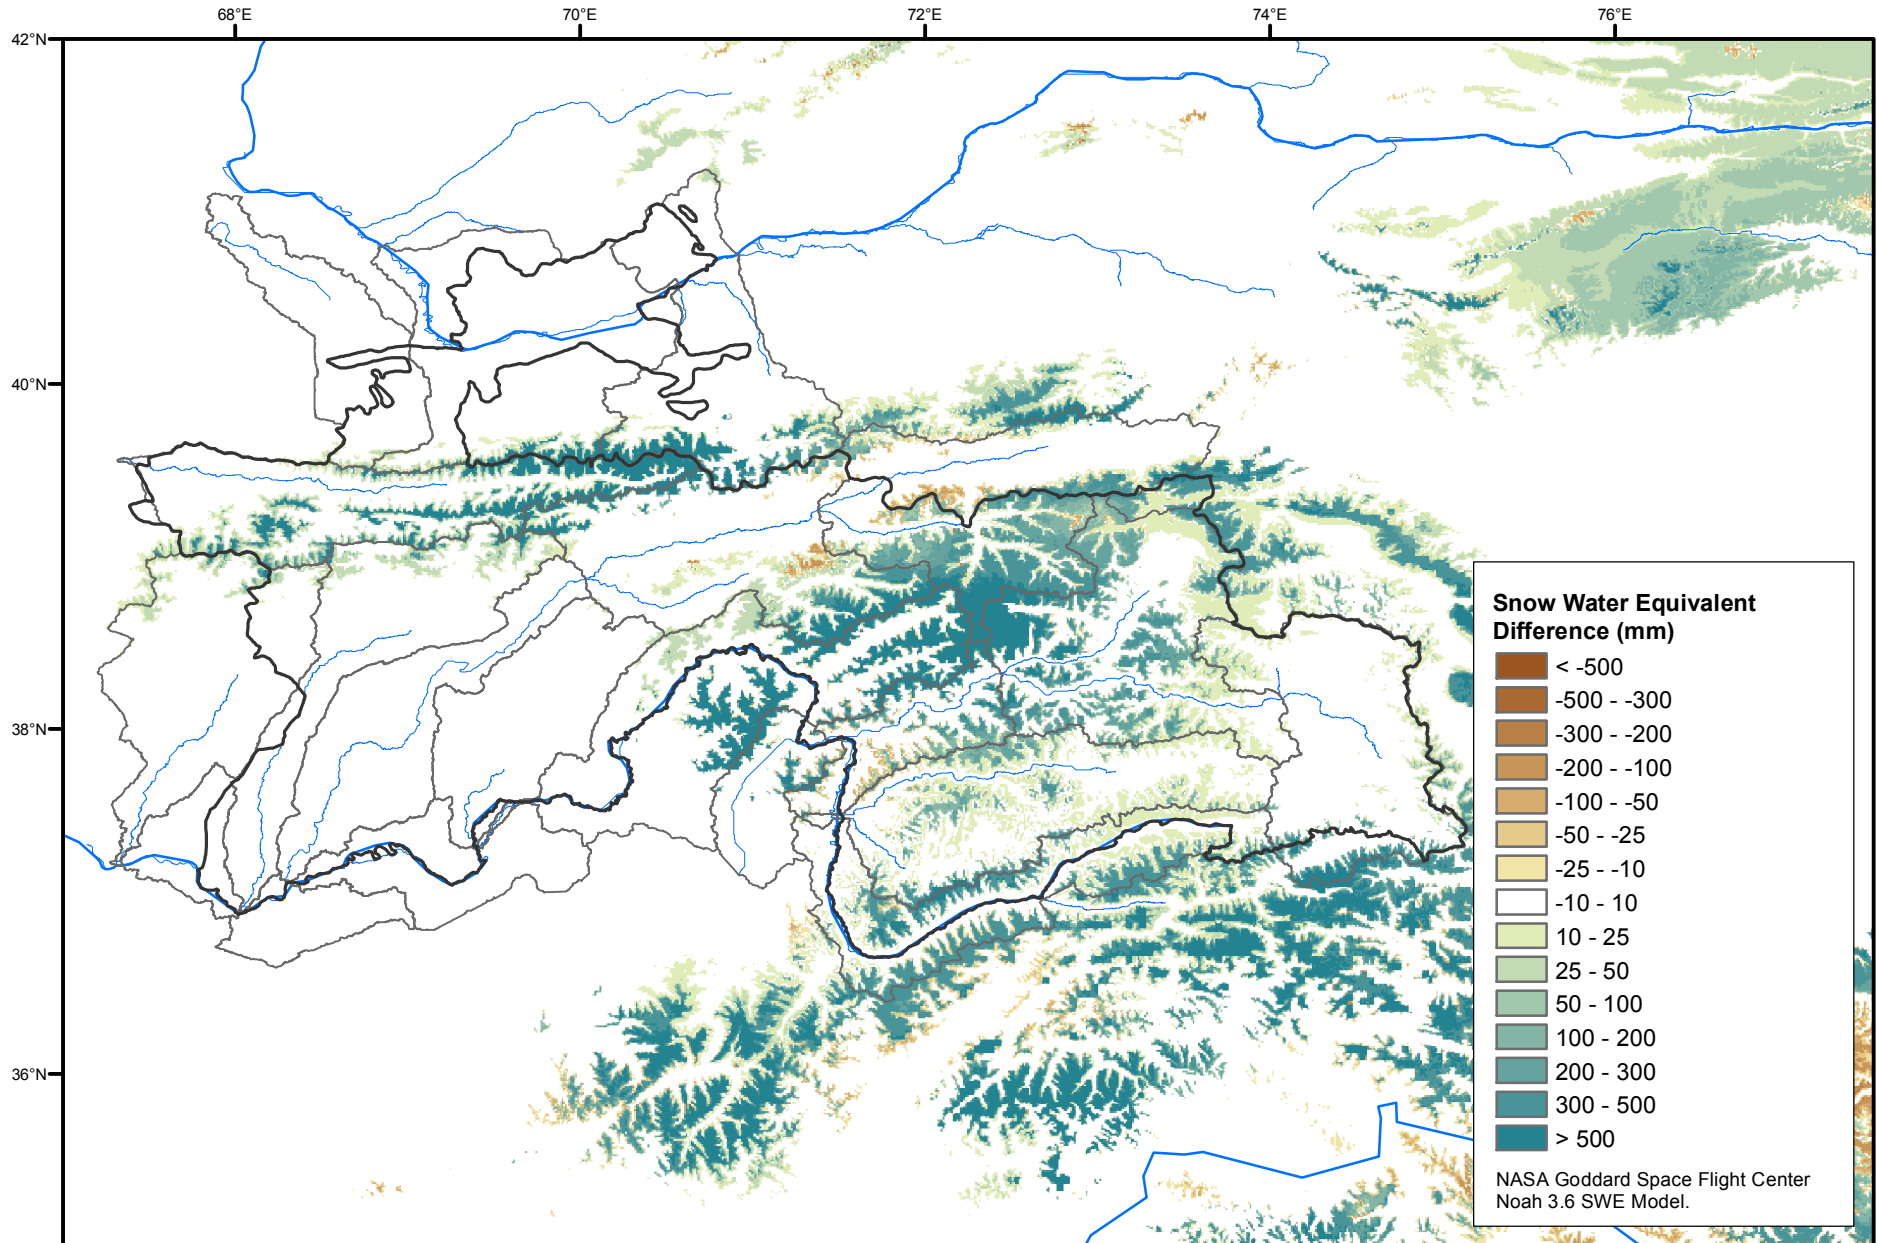 68°E 70°E 72°E 74°E 76°E
42°N
40°N
38°N
36°N
Snow Water Equivalent
Difference (mm)
< -500
-500 - -300
-300 - -200
-200 - -100
-100 - -50
-50 - -25
-25 - -10
-10 - 10
10 - 25
25 - 50
50 - 100
100 - 200
200 - 300
300 - 500
> 500
NASA Goddard Space Flight Center
Noah 3.6 SWE Model.